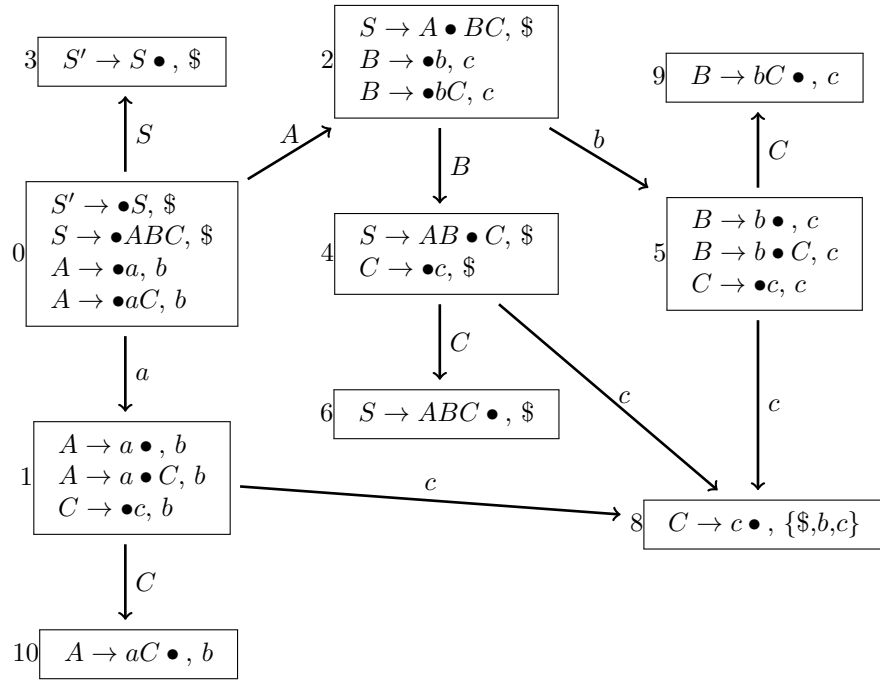 3
S′ → S • , $
S
0
S′ → •S, $
S → •ABC, $
A → •a, b
A → •aC, b
A
2
S → A • BC, $
B → •b, c
B → •bC, c
B
b
9
B → bC • , c
C
4
S → AB • C, $
C → •c, $
5
B → b • , c
B → b • C, c
C → •c, c
a
C
c
c
6
S → ABC • , $
1
A → a • , b
A → a • C, b
C → •c, b
c
8
C → c • , {$,b,c}
C
10
A → aC • , b